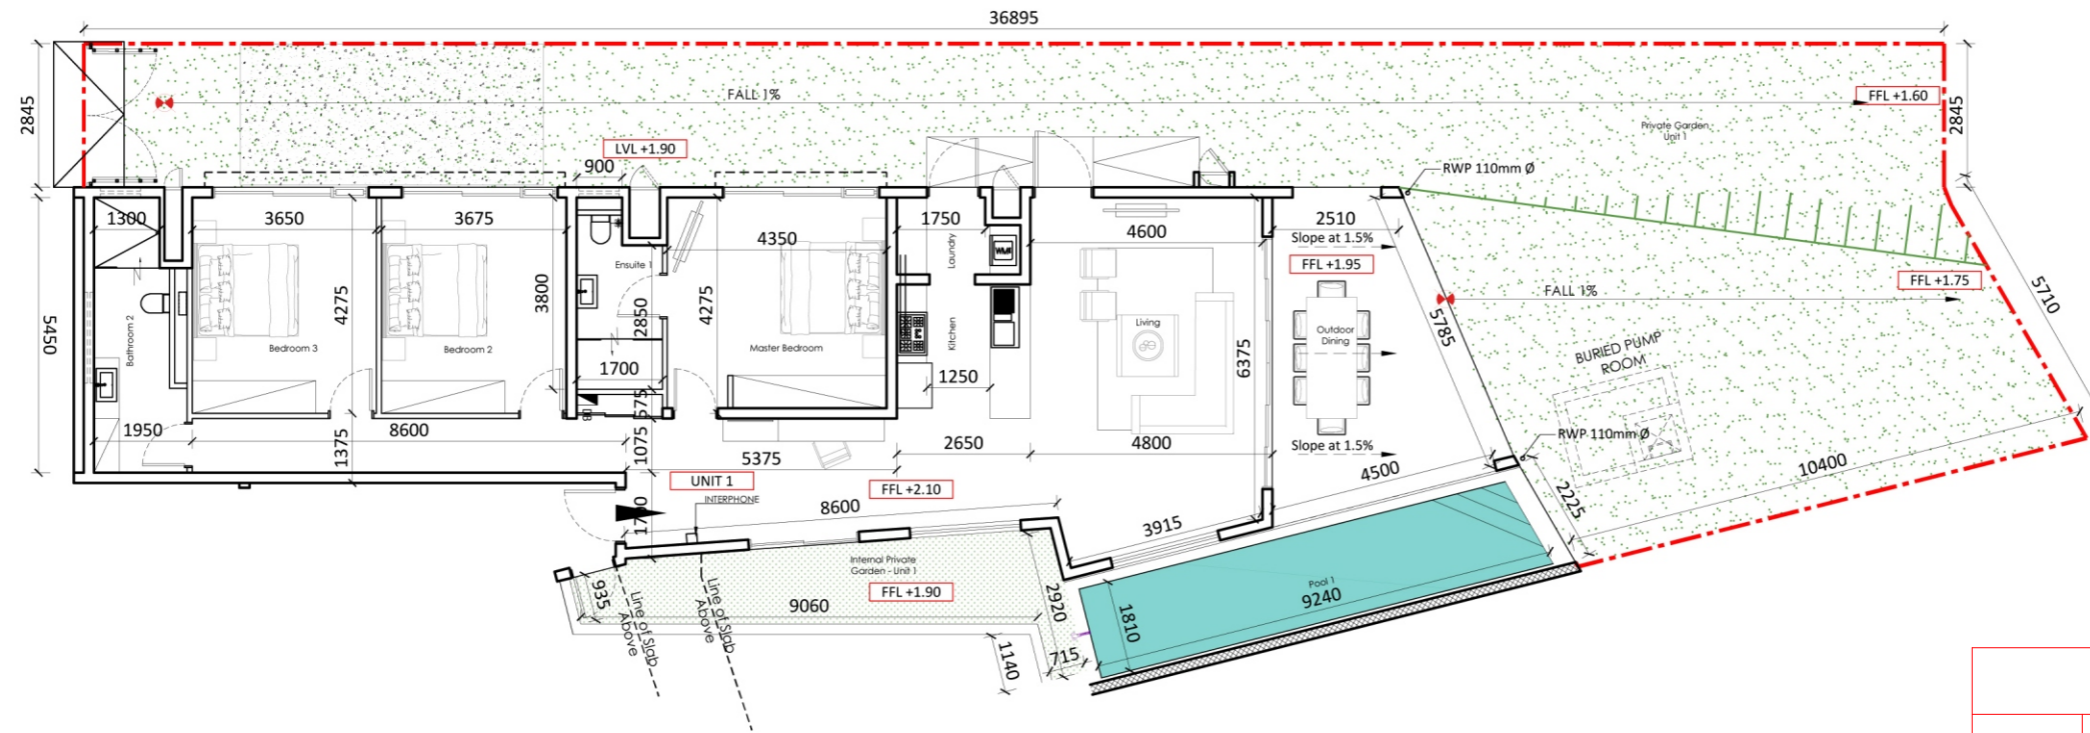 36895
2845
FALL 1%
FFL +1.60
2845
Private Garden
Unit 1
LVL +1.90
900
RWP 110mm Ø
1300
3650
3675
4350
1750
4600
2510
Slope at 1.5%
FFL +1.95
Ensuite 1
Laundry
FFL +1.75
FALL 1%
5710
5450
Bathroom 2
4275
3800
2850
4275
Kitchen
Living
6375
Outdoor
Dining
5785
BURIED PUMP
ROOM
Bedroom 3
Bedroom 2
Master Bedroom
1700
1250
575
1950
8600
1375
1075
5375
2650
4800
Slope at 1.5%
RWP 110mm Ø
4500
10400
UNIT 1
INTERPHONE
FFL +2.10
8600
3915
2225
Internal Private
Garden - Unit 1
FFL +1.90
935
Line of Slab
Above
Line of Slab
Above
9060
2920
1810
Pool 1
9240
715
1140